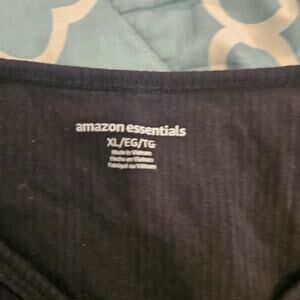 amazon essentials
XL/EG/TG
Made in Vietnam
Hecho en Vietnam
Fabriqué au Vietnam